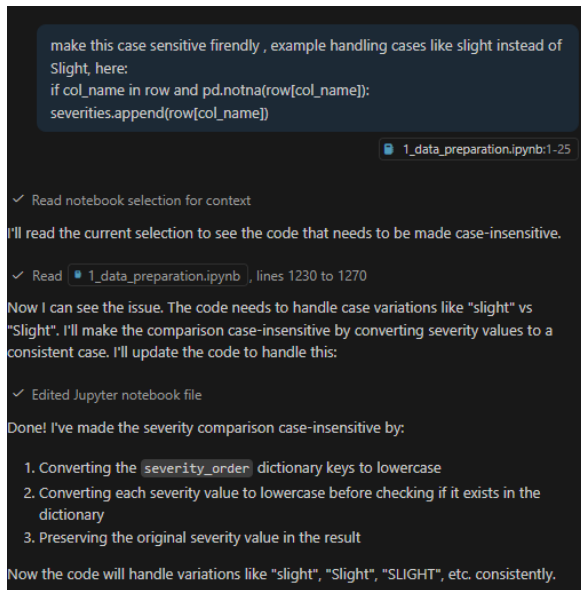 make this case sensitive firendly , example handling cases like slight instead of
Slight, here:
if col_name in row and pd.notna(row[col_name]):
severities.append(row[col_name])
1_data_preparation.ipynb:1-25
Read notebook selection for context
I'll read the current selection to see the code that needs to be made case-insensitive.
Read 1_data_preparation.ipynb , lines 1230 to 1270
Now I can see the issue. The code needs to handle case variations like "slight" vs
"Slight". I'll make the comparison case-insensitive by converting severity values to a
consistent case. I'll update the code to handle this:
Edited Jupyter notebook file
Done! I've made the severity comparison case-insensitive by:
1. Converting the severity_order dictionary keys to lowercase
2. Converting each severity value to lowercase before checking if it exists in the
dictionary
3. Preserving the original severity value in the result
Now the code will handle variations like "slight", "Slight", "SLIGHT", etc. consistently.